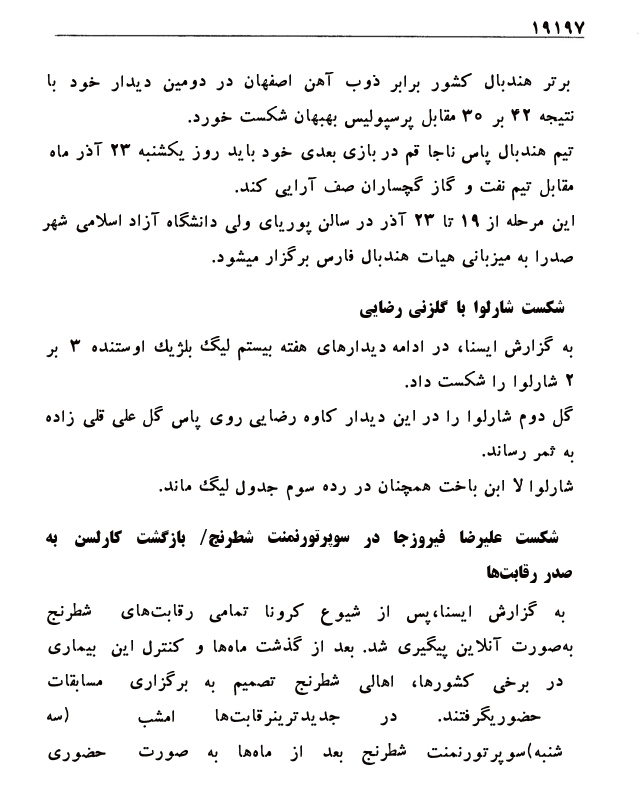 ۱۹۱۹۷
برتر هندبال کشور برابر ذوب آهن اصفهان در دومین دیدار خود با
نتیجه ۴۲ بر ۳۰ مقابل پرسپولیس بهبهان شکست خورد.
تیم هندبال پاس ناجا قم در بازی بعدی خود باید روز یکشنبه ۲۳ آذر ماه
مقابل تیم نفت و گاز گچساران صف آرایی کند.
این مرحله از ۱۹ تا ۲۳ آذر در سالن پوریای ولی دانشگاه آزاد اسلامی شهر
صدرا به میزبانی هیات هندبال فارس برگزار میشود.
شکست شارلوا با گلزنی رضایی
به گزارش ایسنا، در ادامه دیدارهای هفته بیستم لیگ بلژیك اوستنده ۳ بر
۲ شارلوا را شکست داد.
گل دوم شارلوا را در این دیدار کاوه رضایی روی پاس گل علی قلی زاده
به ثمر رساند.
شارلوا لا ابن باخت همچنان در رده سوم جدول لیگ ماند.
شکست علیرضا فیروزجا در سوپرتورنمنت شطرنج/ بازگشت کارلسن به
صدر رقابت‌ها
به گزارش ایسنا،پس از شیوع کرونا تمامی رقابت‌های شطرنج
به‌صورت آنلاین پیگیری شد. بعد از گذشت ماه‌ها و کنترل این بیماری
در برخی کشورها، اهالی شطرنج تصمیم به برگزاری مسابقات
حضوریگرفتند. در جدیدترینرقابت‌ها امشب (سه
شنبه)سوپرتورنمنت شطرنج بعد از ماه‌ها به صورت حضوری